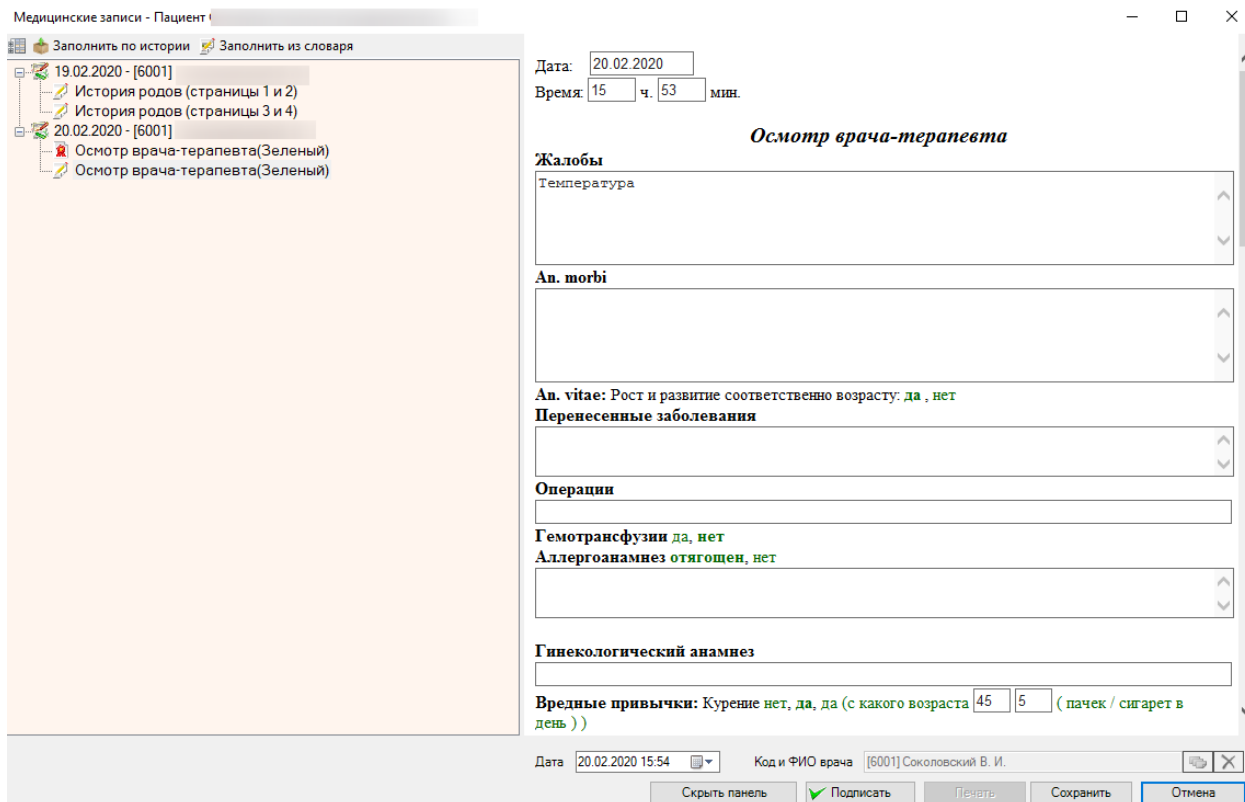 Медицинские записи - Пациент
Заполнить по истории Заполнить из словаря
19.02.2020 - [6001]
История родов (страницы 1 и 2)
История родов (страницы 3 и 4)
20.02.2020 - [6001]
Осмотр врача-терапевта(Зеленый)
Осмотр врача-терапевта(Зеленый)
Дата: 20.02.2020
Время: 15 ч. 53 мин.
Осмотр врача-терапевта
Жалобы
Температура
An. morbi
An. vitae: Рост и развитие соответственно возрасту: да , нет
Перенесенные заболевания
Операции
Гемотрансфузии да, нет
Аллергоанамнез отягощен, нет
Гинекологический анамнез
Вредные привычки: Курение нет, да, да (с какого возраста 45 5 ( пачек / сигарет в
день ) )
Дата 20.02.2020 15:54 Код и ФИО врача [6001] Соколовский В. И.
Скрыть панель Подписать Печать Сохранить Отмена